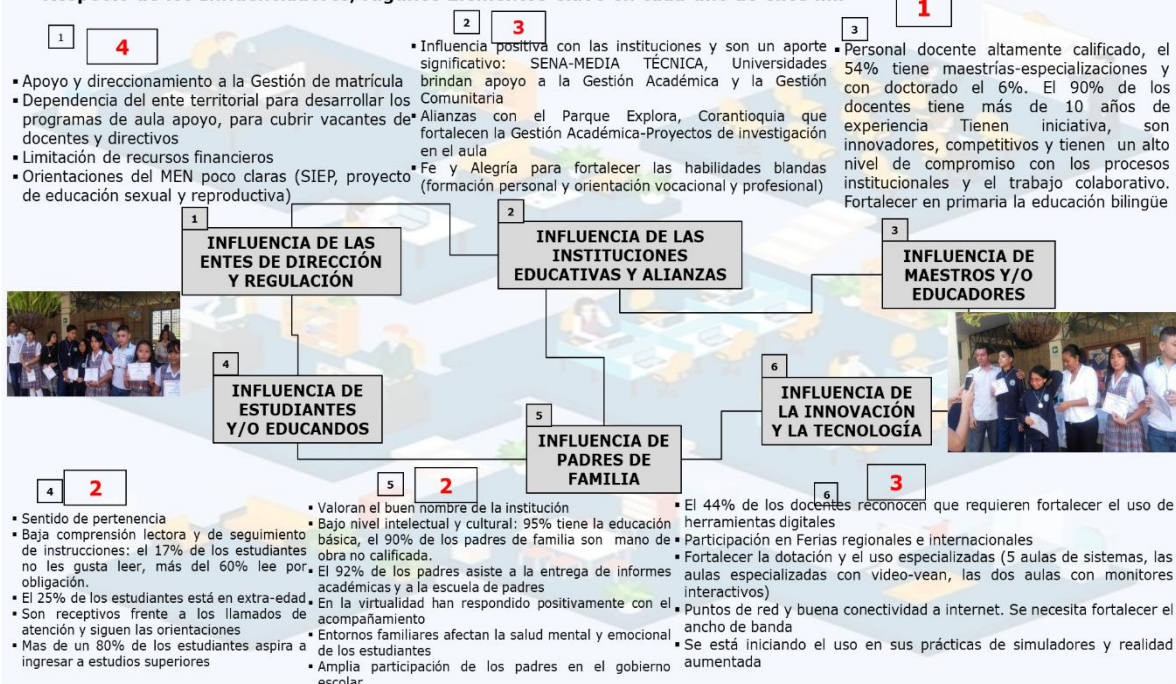 1
4
▪ Apoyo y direccionamiento a la Gestión de matrícula
▪ Dependencia del ente territorial para desarrollar los
programas de aula apoyo, para cubrir vacantes de
docentes y directivos
▪ Limitación de recursos financieros
▪ Orientaciones del MEN poco claras (SIEP, proyecto
de educación sexual y reproductiva)
2
3
▪ Influencia positiva con las instituciones y son un aporte
significativo: SENA-MEDIA TÉCNICA, Universidades
brindan apoyo a la Gestión Académica y la Gestión
Comunitaria
▪ Alianzas con el Parque Explora, Corantioquia que
fortalecen la Gestión Académica-Proyectos de investigación
en el aula
▪ Fe y Alegría para fortalecer las habilidades blandas
(formación personal y orientación vocacional y profesional)
1
3
▪ Personal docente altamente calificado, el
54% tiene maestrías-especializaciones y
con doctorado el 6%. El 90% de los
docentes tiene más de 10 años de
experiencia Tienen iniciativa, son
innovadores, competitivos y tienen un alto
nivel de compromiso con los procesos
institucionales y el trabajo colaborativo.
Fortalecer en primaria la educación bilingüe
1
INFLUENCIA DE LAS
ENTES DE DIRECCIÓN
Y REGULACIÓN
2
INFLUENCIA DE LAS
INSTITUCIONES
EDUCATIVAS Y ALIANZAS
3
INFLUENCIA DE
MAESTROS Y/O
EDUCADORES
4
INFLUENCIA DE
ESTUDIANTES
Y/O EDUCANDOS
5
INFLUENCIA DE
PADRES DE
FAMILIA
6
INFLUENCIA DE
LA INNOVACIÓN
Y LA TECNOLOGÍA
4
2
▪ Sentido de pertenencia
▪ Baja comprensión lectora y de seguimiento
de instrucciones: el 17% de los estudiantes
no les gusta leer, más del 60% lee por
obligación.
▪ El 25% de los estudiantes está en extra-edad
▪ Son receptivos frente a los llamados de
atención y siguen las orientaciones
▪ Mas de un 80% de los estudiantes aspira a
ingresar a estudios superiores
5
2
▪ Valoran el buen nombre de la institución
▪ Bajo nivel intelectual y cultural: 95% tiene la educación
básica, el 90% de los padres de familia son mano de
obra no calificada.
▪ El 92% de los padres asiste a la entrega de informes
académicas y a la escuela de padres
▪ En la virtualidad han respondido positivamente con el
acompañamiento
▪ Entornos familiares afectan la salud mental y emocional
de los estudiantes
▪ Amplia participación de los padres en el gobierno
escolar
6
3
▪ El 44% de los docentes reconocen que requieren fortalecer el uso de
herramientas digitales
▪ Participación en Ferias regionales e internacionales
▪ Fortalecer la dotación y el uso especializadas (5 aulas de sistemas, las
aulas especializadas con video-vean, las dos aulas con monitores
interactivos)
▪ Puntos de red y buena conectividad a internet. Se necesita fortalecer el
ancho de banda
▪ Se está iniciando el uso en sus prácticas de simuladores y realidad
aumentada